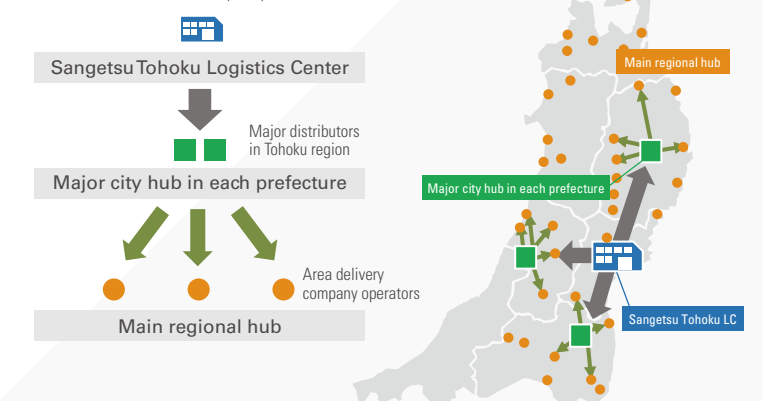 Sangetsu Tohoku Logistics Center
Major distributors
in Tohoku region
Major city hub in each prefecture
Area delivery
company operators
Main regional hub
Main regional hub
Major city hub in each prefecture
Sangetsu Tohoku LC